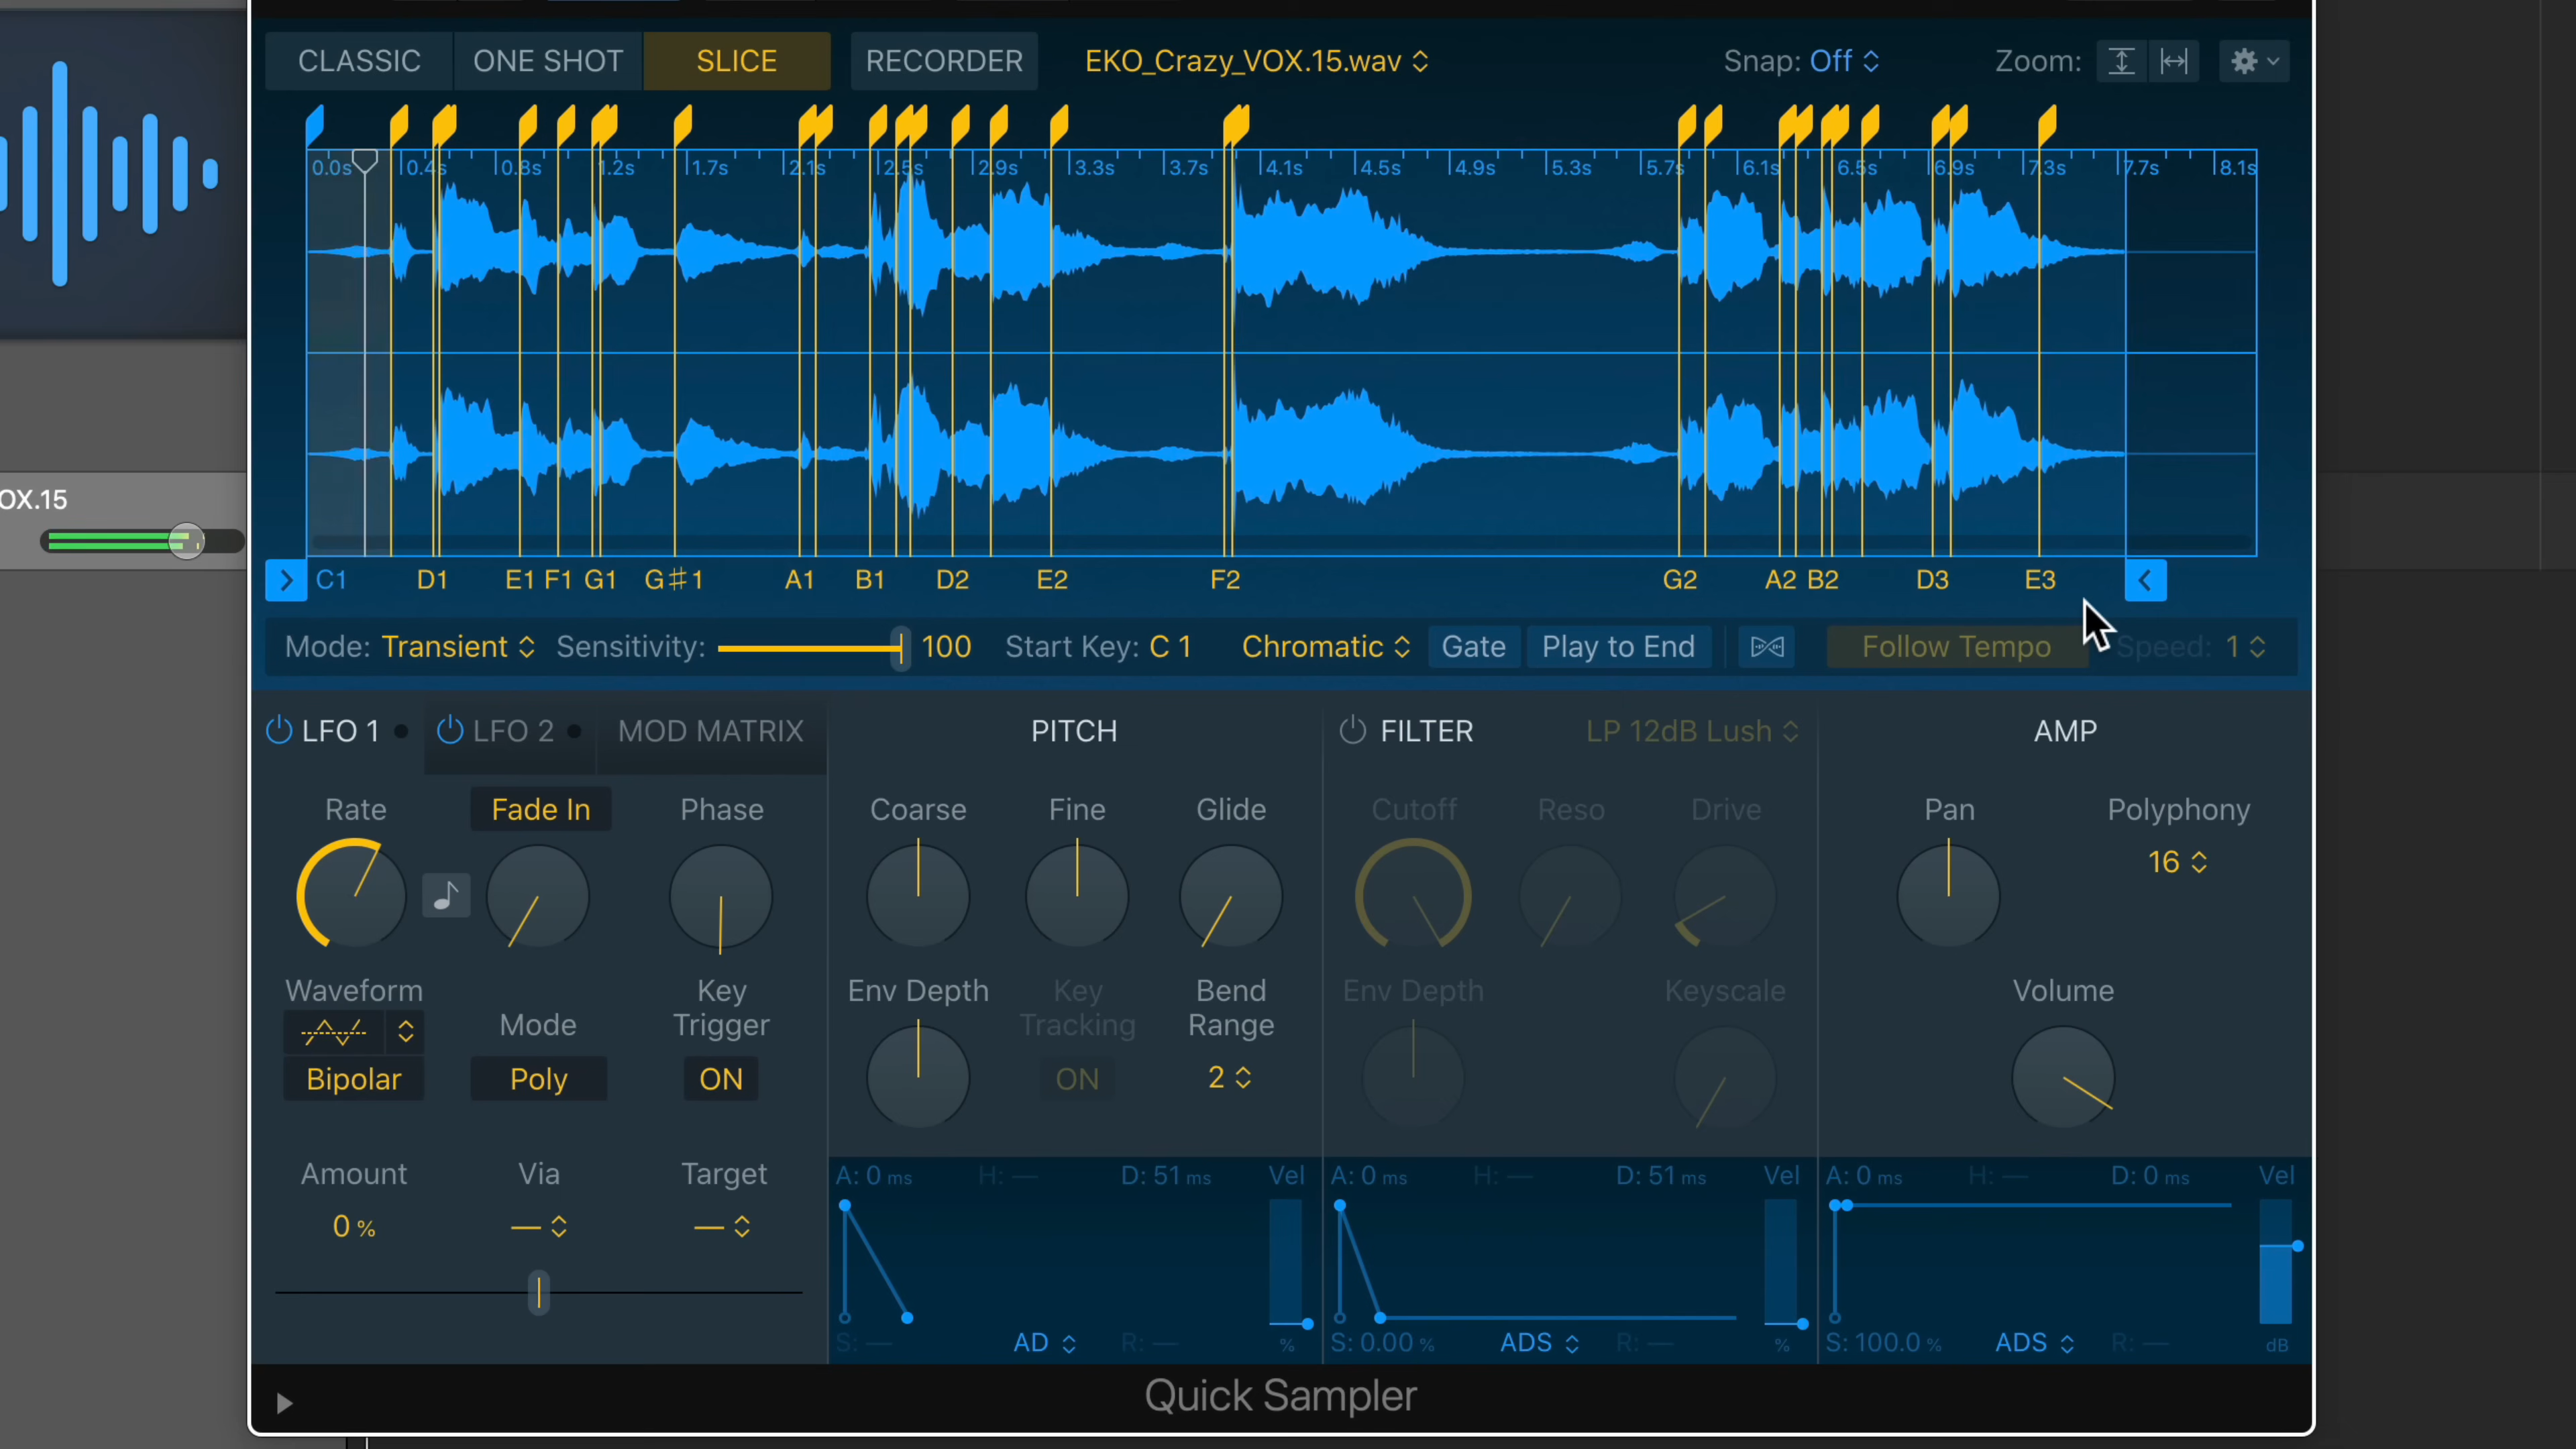 CLASSIC ONE SHOT SLICE RECORDER EKO_Crazy_VOX.15.wav Snap: Off Zoom:
0.0s 0.4s 0.8s 1.2s 1.7s 2.1s 2.5s 2.9s 3.3s 3.7s 4.1s 4.5s 4.9s 5.3s 5.7s 6.1s 6.5s 6.9s 7.3s 7.7s 8.1s
OX.15
C1 D1 E1 F1 G1 G♯1 A1 B1 D2 E2 F2 G2 A2 B2 D3 E3
Mode: Transient Sensitivity: 100 Start Key: C 1 Chromatic Gate Play to End Follow Tempo Speed: 1
LFO 1 LFO 2 MOD MATRIX PITCH FILTER LP 12dB Lush AMP
Rate Fade In Phase Coarse Fine Glide Cutoff Reso Drive Pan Polyphony
16
Waveform Key Env Depth Key Bend Env Depth Keyscale Volume
Mode Trigger Tracking Range
Bipolar Poly ON ON 2
Amount Via Target A: 0 ms H: — D: 51 ms Vel A: 0 ms H: — D: 51 ms Vel A: 0 ms H: — D: 0 ms Vel
0 % — —
S: — AD R: — % S: 0.00 % ADS R: — % S: 100.0 % ADS R: — dB
Quick Sampler